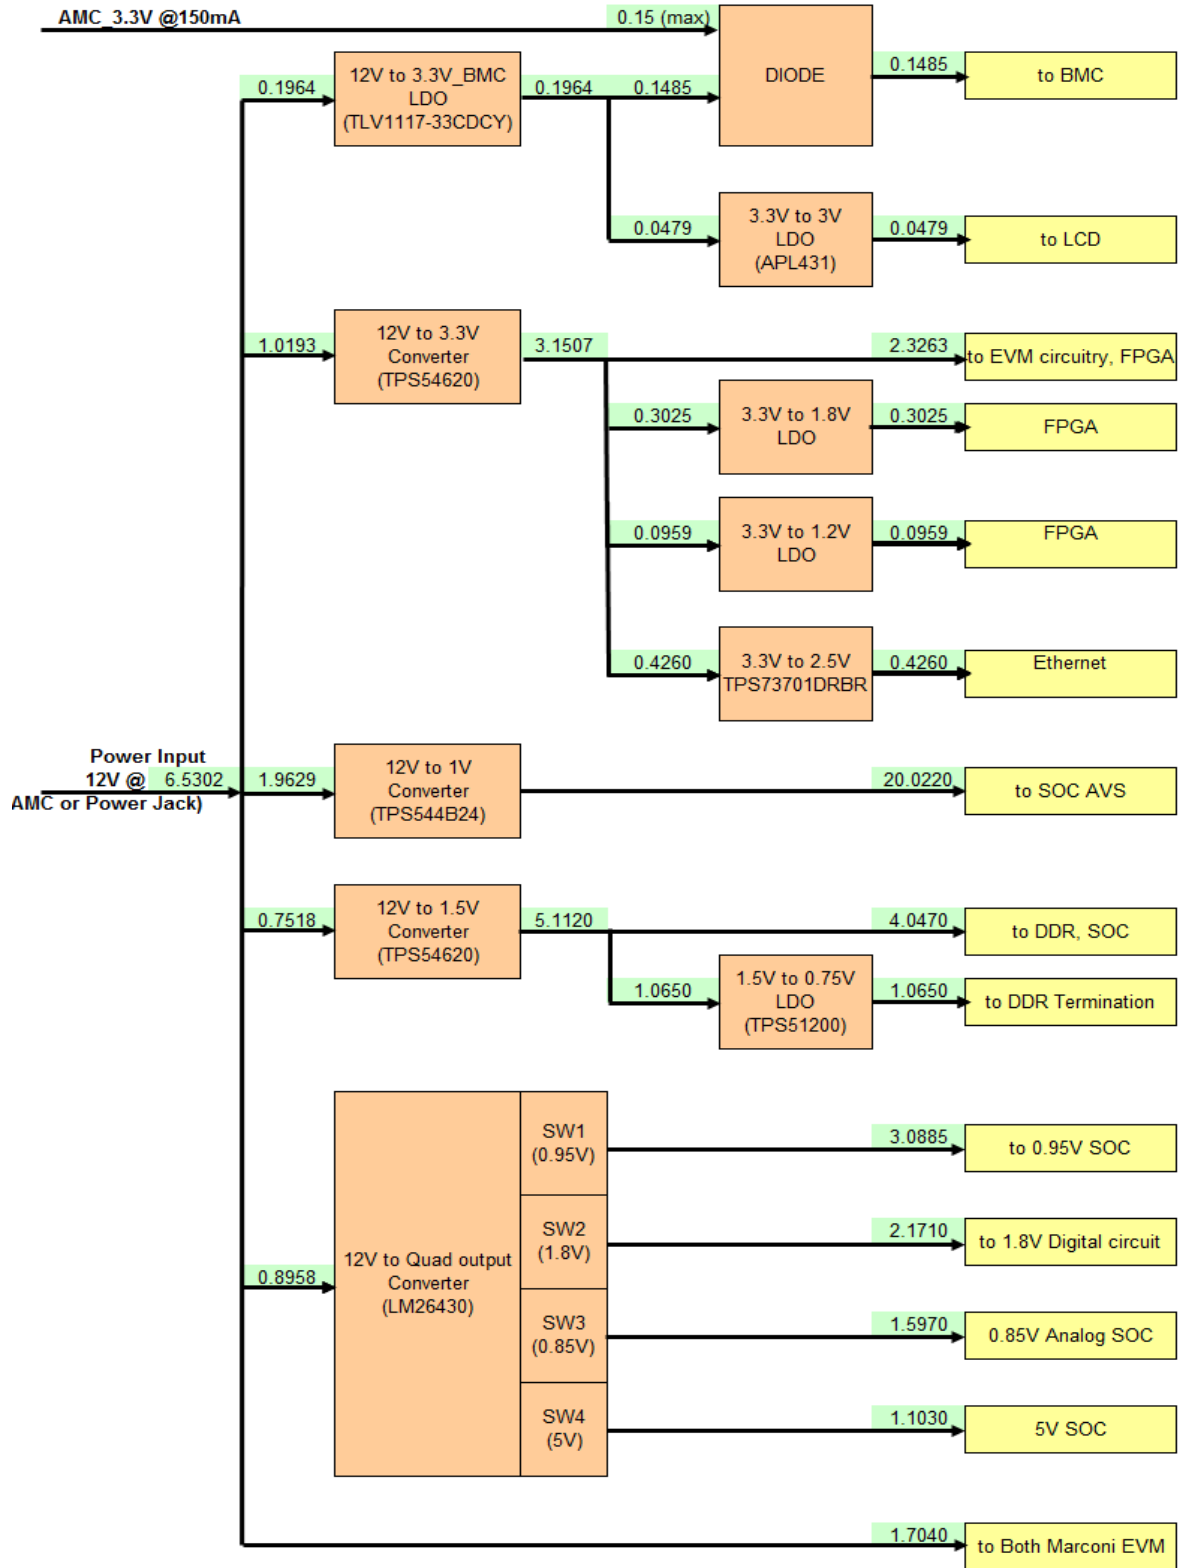 AMC_3.3V @150mA
0.15 (max)
DIODE
0.1485
to BMC
0.1964
12V to 3.3V_BMC
LDO
(TLV1117-33CDCY)
0.1964
0.1485
0.0479
3.3V to 3V
LDO
(APL431)
0.0479
to LCD
1.0193
12V to 3.3V
Converter
(TPS54620)
3.1507
2.3263
to EVM circuitry, FPGA
0.3025
3.3V to 1.8V
LDO
0.3025
FPGA
0.0959
3.3V to 1.2V
LDO
0.0959
FPGA
0.4260
3.3V to 2.5V
TPS73701DRBR
0.4260
Ethernet
Power Input
12V @ 6.5302
AMC or Power Jack)
1.9629
12V to 1V
Converter
(TPS544B24)
20.0220
to SOC AVS
0.7518
12V to 1.5V
Converter
(TPS54620)
5.1120
4.0470
to DDR, SOC
1.0650
1.5V to 0.75V
LDO
(TPS51200)
1.0650
to DDR Termination
0.8958
12V to Quad output
Converter
(LM26430)
SW1
(0.95V)
3.0885
to 0.95V SOC
SW2
(1.8V)
2.1710
to 1.8V Digital circuit
SW3
(0.85V)
1.5970
0.85V Analog SOC
SW4
(5V)
1.1030
5V SOC
1.7040
to Both Marconi EVM